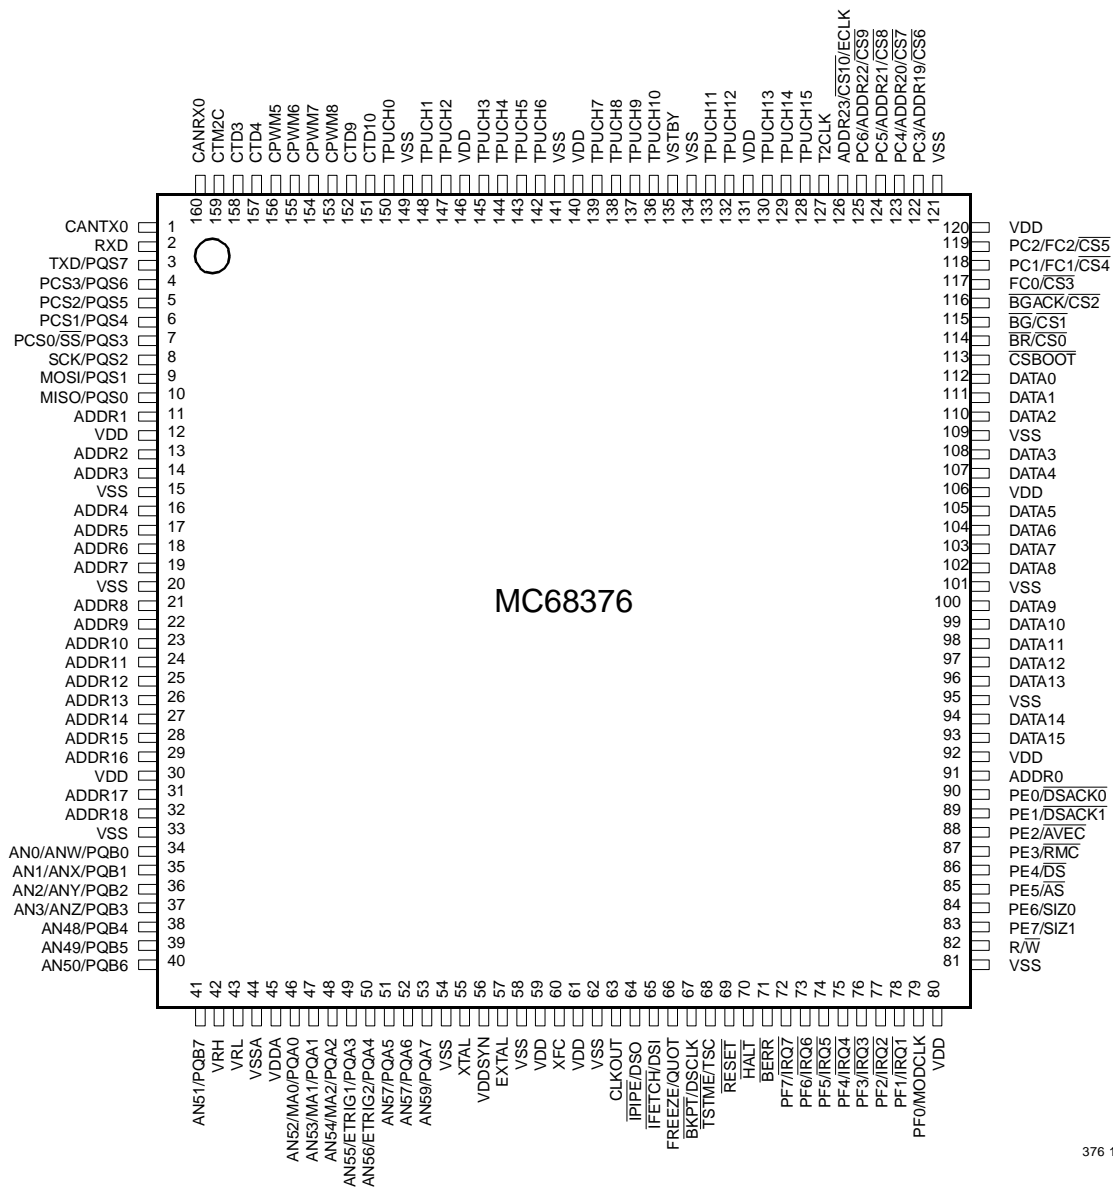 CANRX0
CTM2C
CTD3
CTD4
CPWM5
CPWM6
CPWM7
CPWM8
CTD9
CTD10
TPUCH0
VSS
TPUCH1
TPUCH2
VDD
TPUCH3
TPUCH4
TPUCH5
TPUCH6
VSS
VDD
TPUCH7
TPUCH8
TPUCH9
TPUCH10
VSTBY
VSS
TPUCH11
TPUCH12
VDD
TPUCH13
TPUCH14
TPUCH15
T2CLK
ADDR23/CS10/ECLK
PC6/ADDR22/CS9
PC5/ADDR21/CS8
PC4/ADDR20/CS7
PC3/ADDR19/CS6
VSS
160 159 158 157 156 155 154 153 152 151 150 149 148 147 146 145 144 143 142 141 140 139 138 137 136 135 134 133 132 131 130 129 128 127 126 125 124 123 122 121
CANTX0 1 120 VDD
RXD 2 119 PC2/FC2/CS5
TXD/PQS7 3 118 PC1/FC1/CS4
PCS3/PQS6 4 117 FC0/CS3
PCS2/PQS5 5 116 BGACK/CS2
PCS1/PQS4 6 115 BG/CS1
PCS0/SS/PQS3 7 114 BR/CS0
SCK/PQS2 8 113 CSBOOT
MOSI/PQS1 9 112 DATA0
MISO/PQS0 10 111 DATA1
ADDR1 11 110 DATA2
VDD 12 109 VSS
ADDR2 13 108 DATA3
ADDR3 14 107 DATA4
VSS 15 106 VDD
ADDR4 16 105 DATA5
ADDR5 17 104 DATA6
ADDR6 18 103 DATA7
ADDR7 19 102 DATA8
VSS 20 101 VSS
ADDR8 21 100 DATA9
ADDR9 22 99 DATA10
ADDR10 23 98 DATA11
ADDR11 24 97 DATA12
ADDR12 25 96 DATA13
ADDR13 26 95 VSS
ADDR14 27 94 DATA14
ADDR15 28 93 DATA15
ADDR16 29 92 VDD
VDD 30 91 ADDR0
ADDR17 31 90 PE0/DSACK0
ADDR18 32 89 PE1/DSACK1
VSS 33 88 PE2/AVEC
AN0/ANW/PQB0 34 87 PE3/RMC
AN1/ANX/PQB1 35 86 PE4/DS
AN2/ANY/PQB2 36 85 PE5/AS
AN3/ANZ/PQB3 37 84 PE6/SIZ0
AN48/PQB4 38 83 PE7/SIZ1
AN49/PQB5 39 82 R/W
AN50/PQB6 40 81 VSS
MC68376
41 42 43 44 45 46 47 48 49 50 51 52 53 54 55 56 57 58 59 60 61 62 63 64 65 66 67 68 69 70 71 72 73 74 75 76 77 78 79 80
AN51/PQB7
VRH
VRL
VSSA
VDDA
AN52/MA0/PQA0
AN53/MA1/PQA1
AN54/MA2/PQA2
AN55/ETRIG1/PQA3
AN56/ETRIG2/PQA4
AN57/PQA5
AN57/PQA6
AN59/PQA7
VSS
XTAL
VDDSYN
EXTAL
VSS
VDD
XFC
VDD
VSS
CLKOUT
IPIPE/DSO
IFETCH/DSI
FREEZE/QUOT
BKPT/DSCLK
TSTME/TSC
RESET
HALT
BERR
PF7/IRQ7
PF6/IRQ6
PF5/IRQ5
PF4/IRQ4
PF3/IRQ3
PF2/IRQ2
PF1/IRQ1
PF0/MODCLK
VDD
376 1